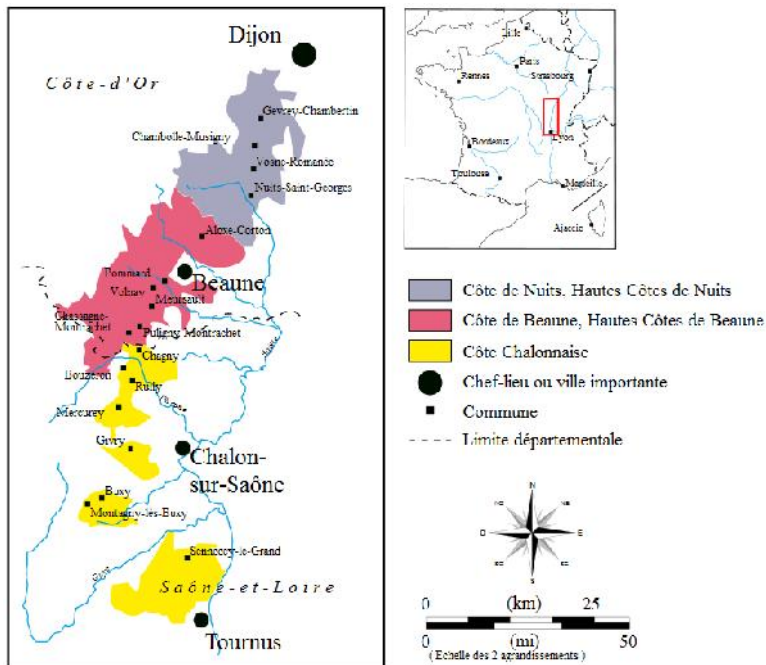 Dijon
Côte-d'Or
Gevrey-Chambertin
Chambolle-Musigny
Vosne-Romanée
Nuits-Saint-Georges
Aloxe-Corton
Beaune
Pommard
Volnay
Meursault
Chassagne-
Montrachet
Puligny-Montrachet
Chagny
Bouzeron
Rully
Mercurey
Givry
Chalon-
sur-Saône
Buxy
Montagny-lès-Buxy
Sennecey-le-Grand
Saône-et-Loire
Tournus
Lille
Paris
Rennes
Strasbourg
Lyon
Bordeaux
Toulouse
Marseille
Ajaccio
Côte de Nuits. Hautes Côtes de Nuits
Côte de Beaune, Hautes Côtes de Beaune
Côte Chalonnaise
Chef-lieu ou ville importante
Commune
Limite départementale
N
NO
NE
O
E
SO
SE
S
0 (km) 25
0 (mi) 50
( Echelle des 2 agrandissements )